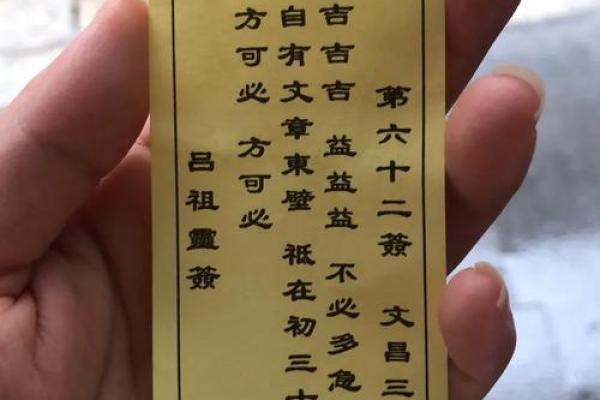 第六十二簽 文昌三
吉吉吉 益益益 不必多急
自有文章東壁 祗在初三
方可必 方可必
呂祖靈簽